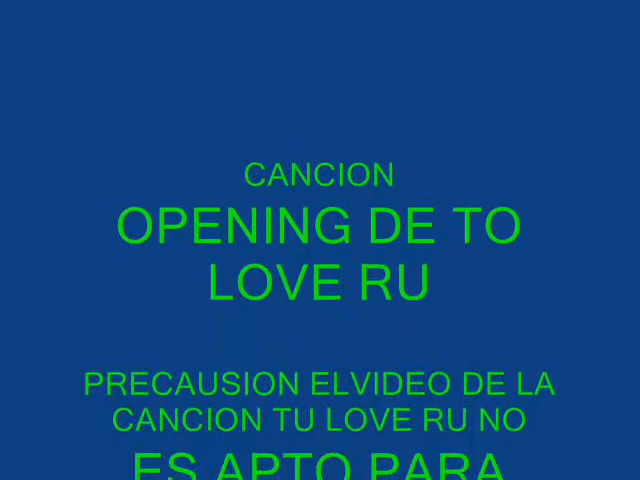 CANCION
OPENING DE TO
LOVE RU
PRECAUSION ELVIDEO DE LA
CANCION TU LOVE RU NO
ES APTO PARA